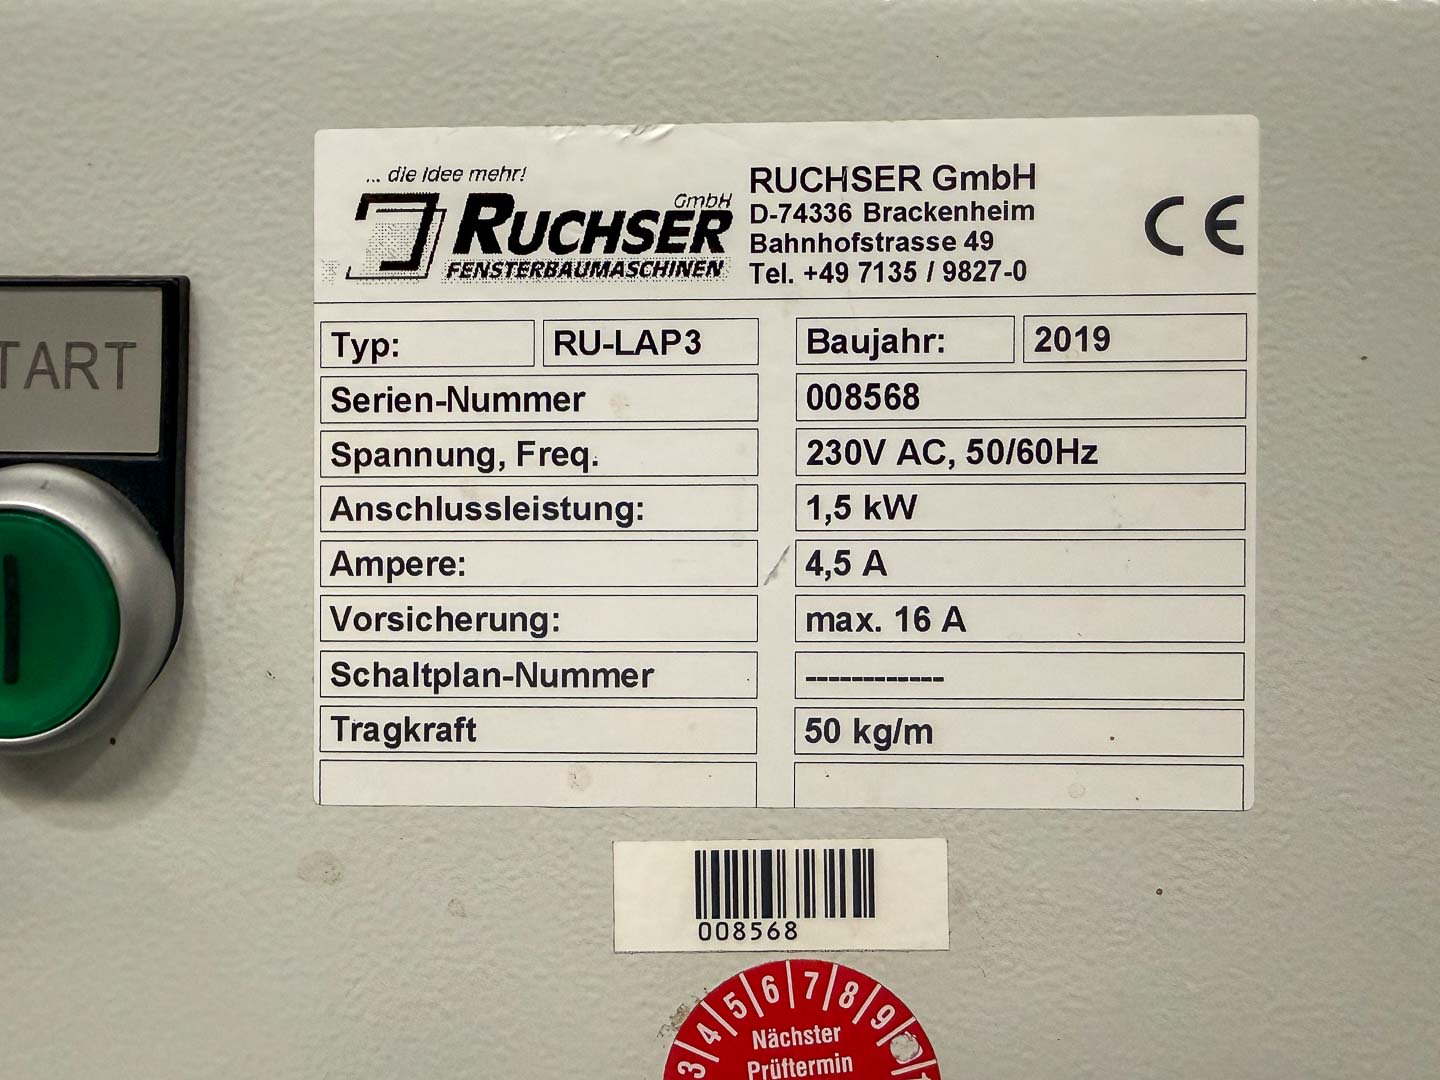 ... die Idee mehr!
RUCHSER GmbH
FENSTERBAUMASCHINEN
RUCHSER GmbH
D-74336 Brackenheim
Bahnhofstrasse 49
Tel. +49 7135 / 9827-0
CE
Typ: RU-LAP3 Baujahr: 2019
Serien-Nummer 008568
Spannung, Freq. 230V AC, 50/60Hz
Anschlussleistung: 1,5 kW
Ampere: 4,5 A
Vorsicherung: max. 16 A
Schaltplan-Nummer ------------
Tragkraft 50 kg/m
TART
008568
3 4 5 6 7 8 9
Nächster
Prüftermin